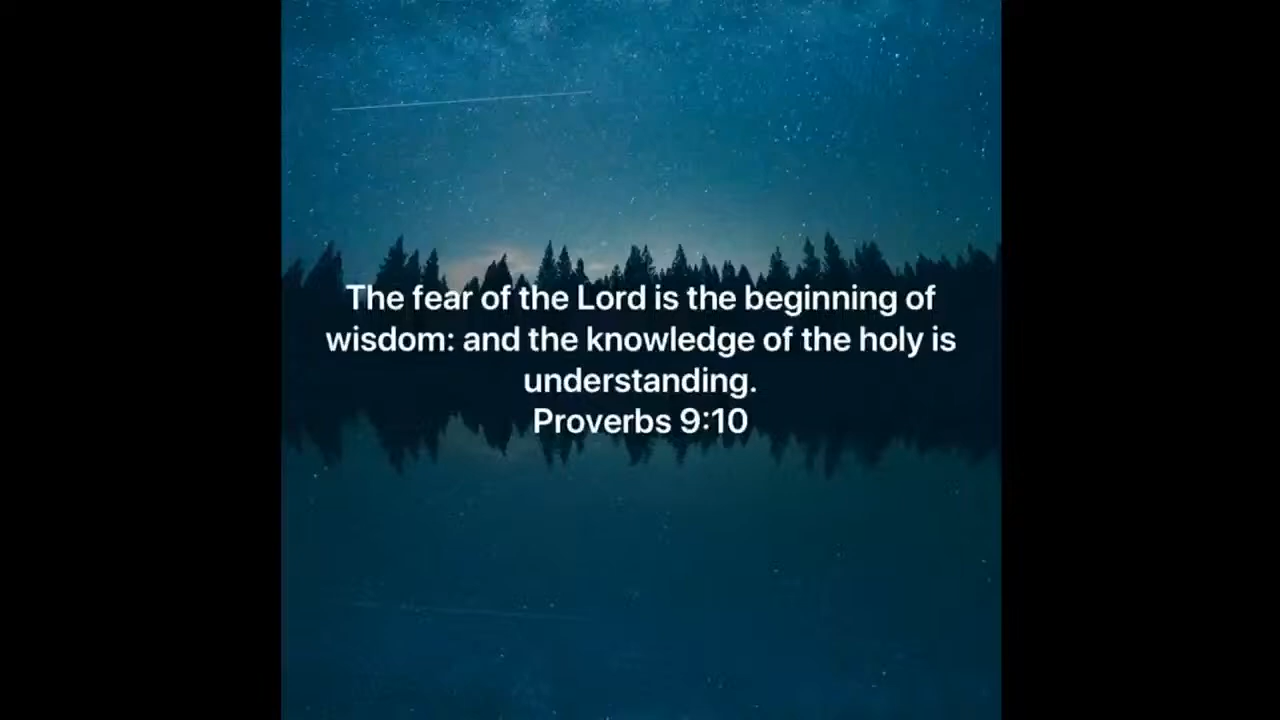 The fear of the Lord is the beginning of
wisdom: and the knowledge of the holy is
understanding.
Proverbs 9:10